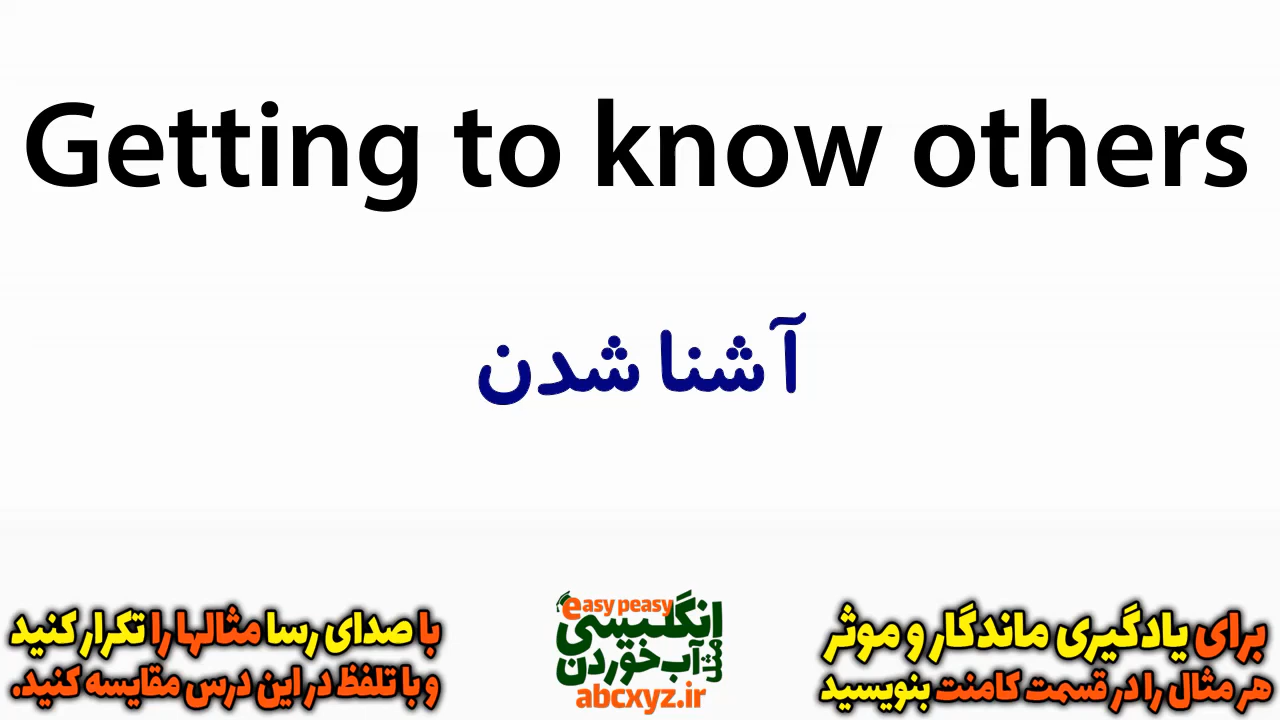 Getting to know others
آشنا شدن
برای یادگیری ماندگار و موثر
هر مثال را در قسمت کامنت بنویسید
easy peasy
انگلیسی
مثل آب خوردن
abcxyz.ir
با صدای رسا مثالها را تکرار کنید
و با تلفظ در این درس مقایسه کنید.